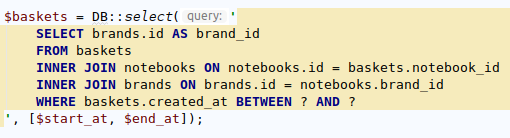 $baskets = DB::select( query: '
SELECT brands.id AS brand_id
FROM baskets
INNER JOIN notebooks ON notebooks.id = baskets.notebook_id
INNER JOIN brands ON brands.id = notebooks.brand_id
WHERE baskets.created_at BETWEEN ? AND ?
', [$start_at, $end_at]);